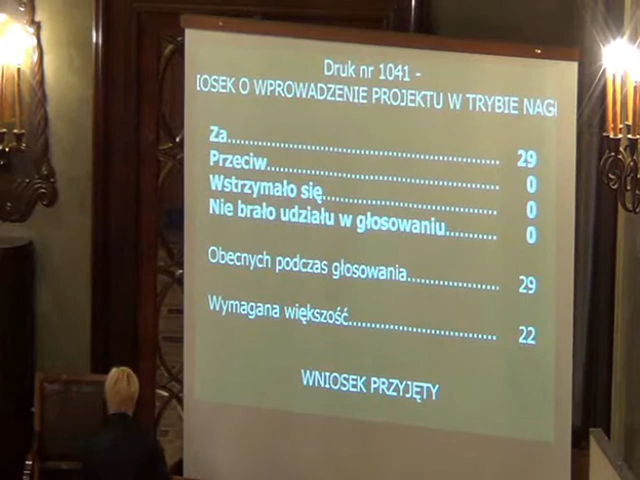 Druk nr 1041 -
IOSEK O WPROWADZENIE PROJEKTU W TRYBIE NAGŁ
Za.......................................................... 29
Przeciw.................................................. 0
Wstrzymało się..................................... 0
Nie brało udziału w głosowaniu........... 0
Obecnych podczas głosowania.................... 29
Wymagana większość................................ 22
WNIOSEK PRZYJĘTY